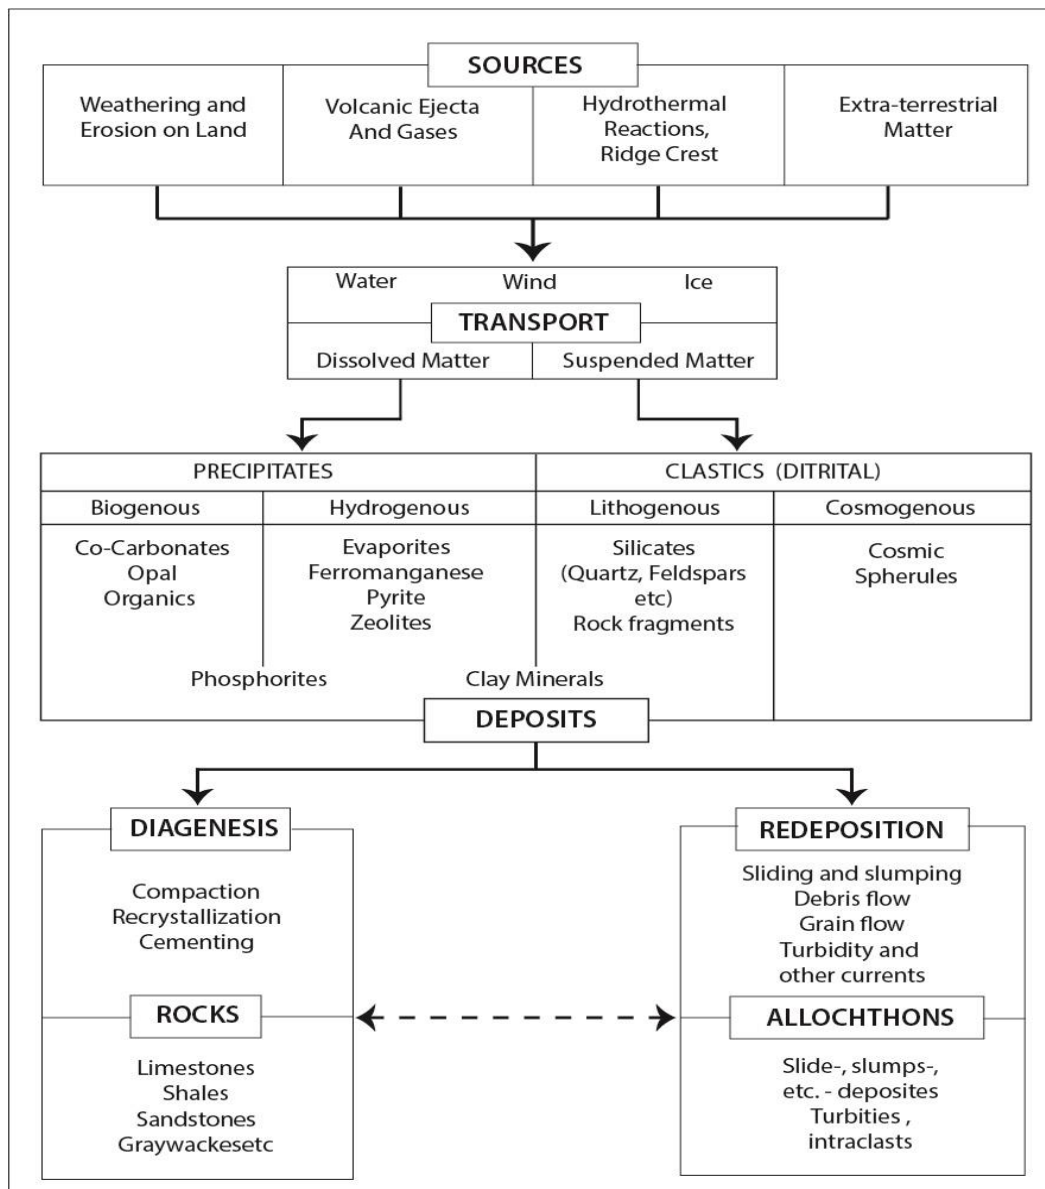 SOURCES
Weathering and
Erosion on Land
Volcanic Ejecta
And Gases
Hydrothermal
Reactions,
Ridge Crest
Extra-terrestrial
Matter
Water Wind Ice
TRANSPORT
Dissolved Matter
Suspended Matter
PRECIPITATES
CLASTICS (DITRITAL)
Biogenous
Hydrogenous
Lithogenous
Cosmogenous
Co-Carbonates
Opal
Organics
Evaporites
Ferromanganese
Pyrite
Zeolites
Silicates
(Quartz, Feldspars
etc)
Rock fragments
Cosmic
Spherules
Phosphorites
Clay Minerals
DEPOSITS
DIAGENESIS
Compaction
Recrystallization
Cementing
ROCKS
Limestones
Shales
Sandstones
Graywackesetc
REDEPOSITION
Sliding and slumping
Debris flow
Grain flow
Turbidity and
other currents
ALLOCHTHONS
Slide-, slumps-,
etc. - deposites
Turbities ,
intraclasts